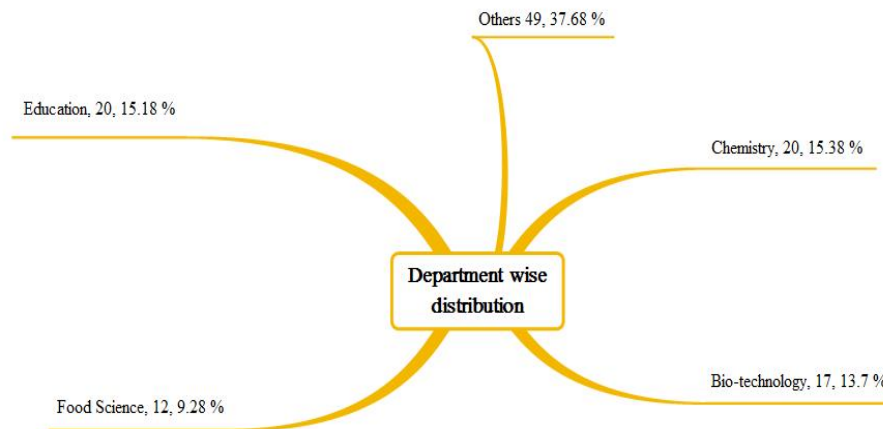 Others 49, 37.68 %
Education, 20, 15.18 %
Chemistry, 20, 15.38 %
Department wise
distribution
Bio-technology, 17, 13.7 %
Food Science, 12, 9.28 %